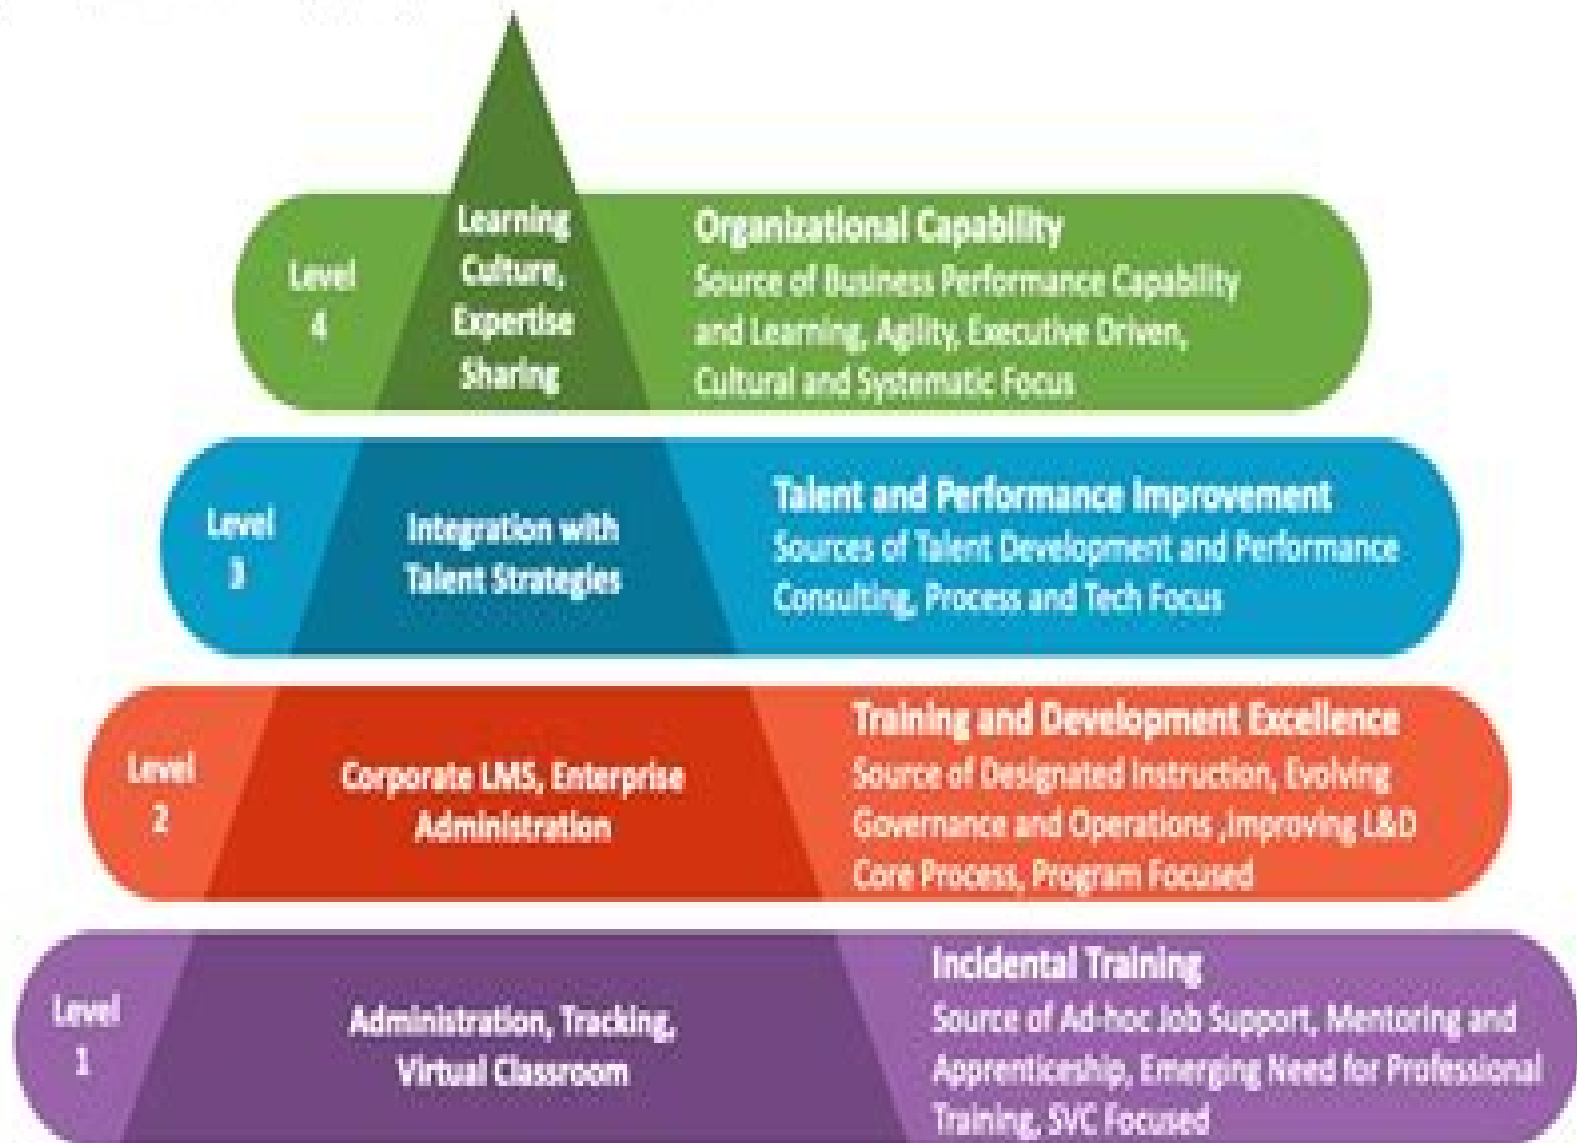 Level
4
Learning
Culture,
Expertise
Sharing
Organizational Capability
Source of Business Performance Capability
and Learning, Agility, Executive Driven,
Cultural and Systematic Focus
Level
3
Integration with
Talent Strategies
Talent and Performance Improvement
Sources of Talent Development and Performance
Consulting, Process and Tech Focus
Level
2
Corporate LMS, Enterprise
Administration
Training and Development Excellence
Source of Designated Instruction, Evolving
Governance and Operations ,Improving L&D
Core Process, Program Focused
Level
1
Administration, Tracking,
Virtual Classroom
Incidental Training
Source of Ad-hoc Job Support, Mentoring and
Apprenticeship, Emerging Need for Professional
Training, SVC Focused